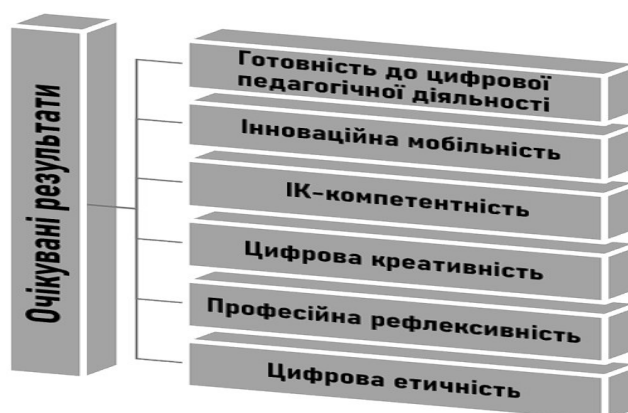 Очікувані результати
Готовність до цифрової
педагогічної діяльності
Інноваційна мобільність
ІК-компетентність
Цифрова креативність
Професійна рефлексивність
Цифрова етичність